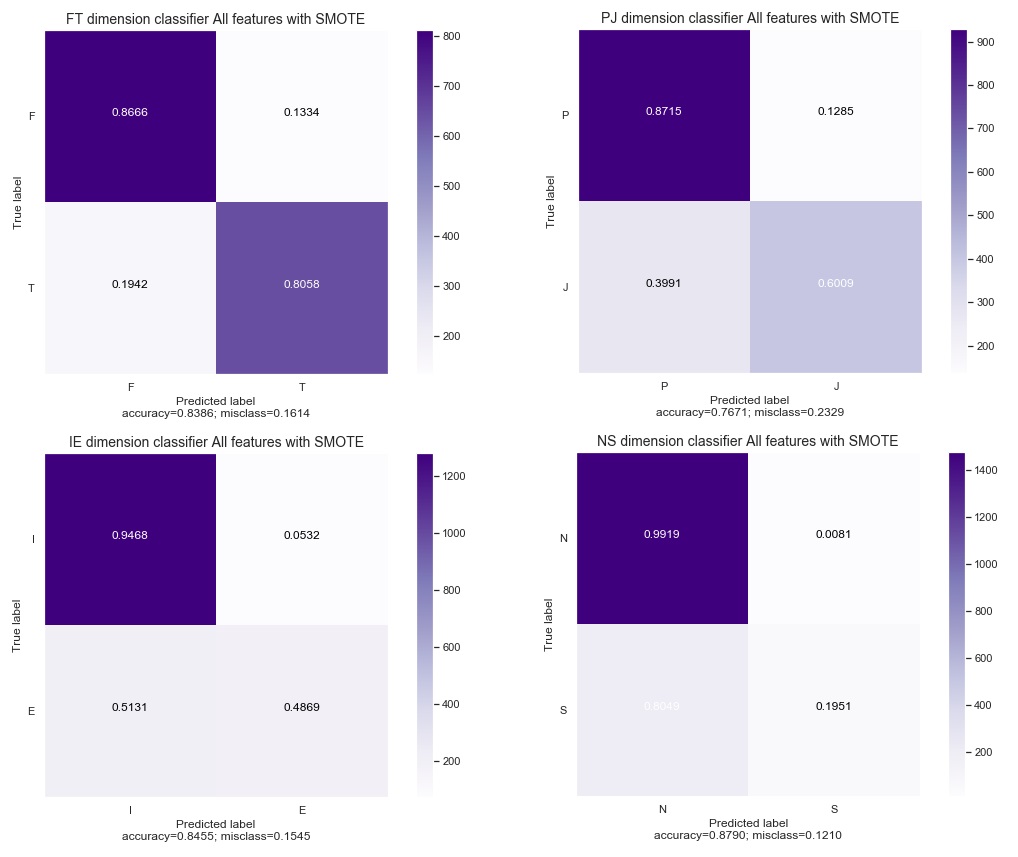 FT dimension classifier All features with SMOTE
F
0.8666
0.1334
T
0.1942
0.8058
True label
F
T
Predicted label
accuracy=0.8386; misclass=0.1614
800
700
600
500
400
300
200
PJ dimension classifier All features with SMOTE
P
0.8715
0.1285
J
0.3991
0.6009
True label
P
J
Predicted label
accuracy=0.7671; misclass=0.2329
900
800
700
600
500
400
300
200
IE dimension classifier All features with SMOTE
I
0.9468
0.0532
E
0.5131
0.4869
True label
I
E
Predicted label
accuracy=0.8455; misclass=0.1545
1200
1000
800
600
400
200
NS dimension classifier All features with SMOTE
N
0.9919
0.0081
S
0.8049
0.1951
True label
N
S
Predicted label
accuracy=0.8790; misclass=0.1210
1400
1200
1000
800
600
400
200